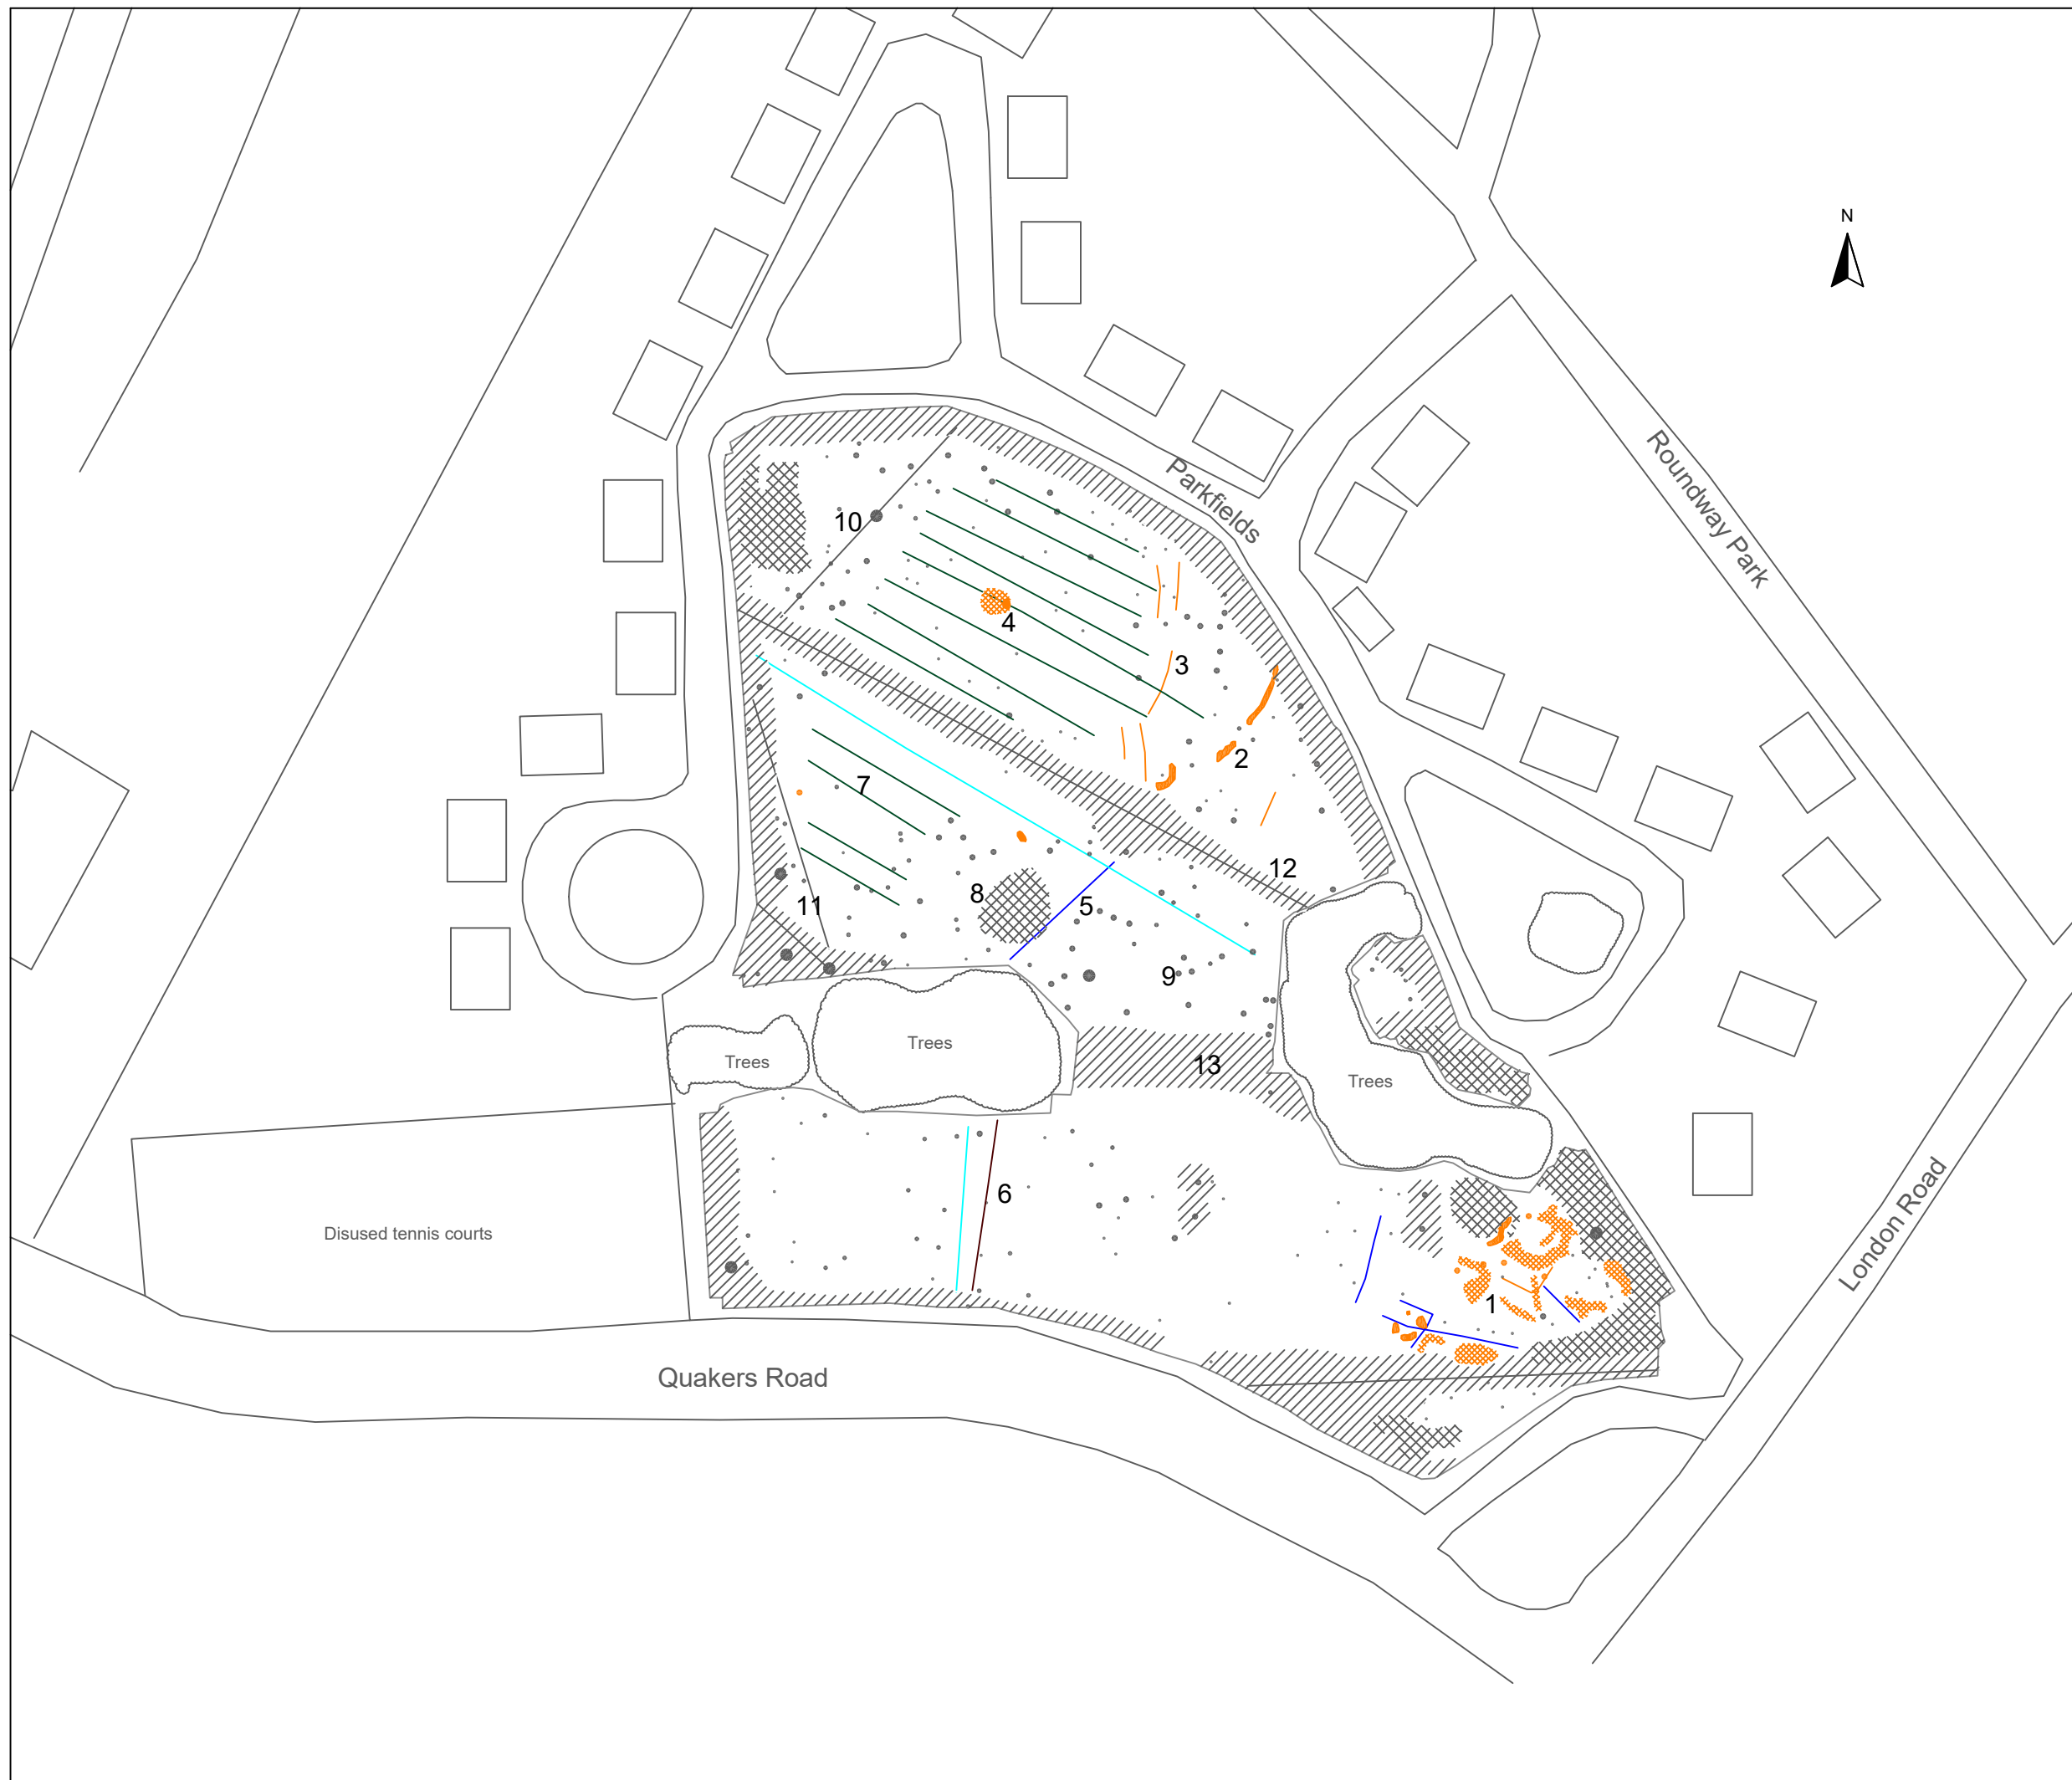 N
Parkfields
Roundway Park
10
4
3
2
7
12
8
5
11
9
Trees
Trees
13
Trees
6
Disused tennis courts
London Road
1
Quakers Road